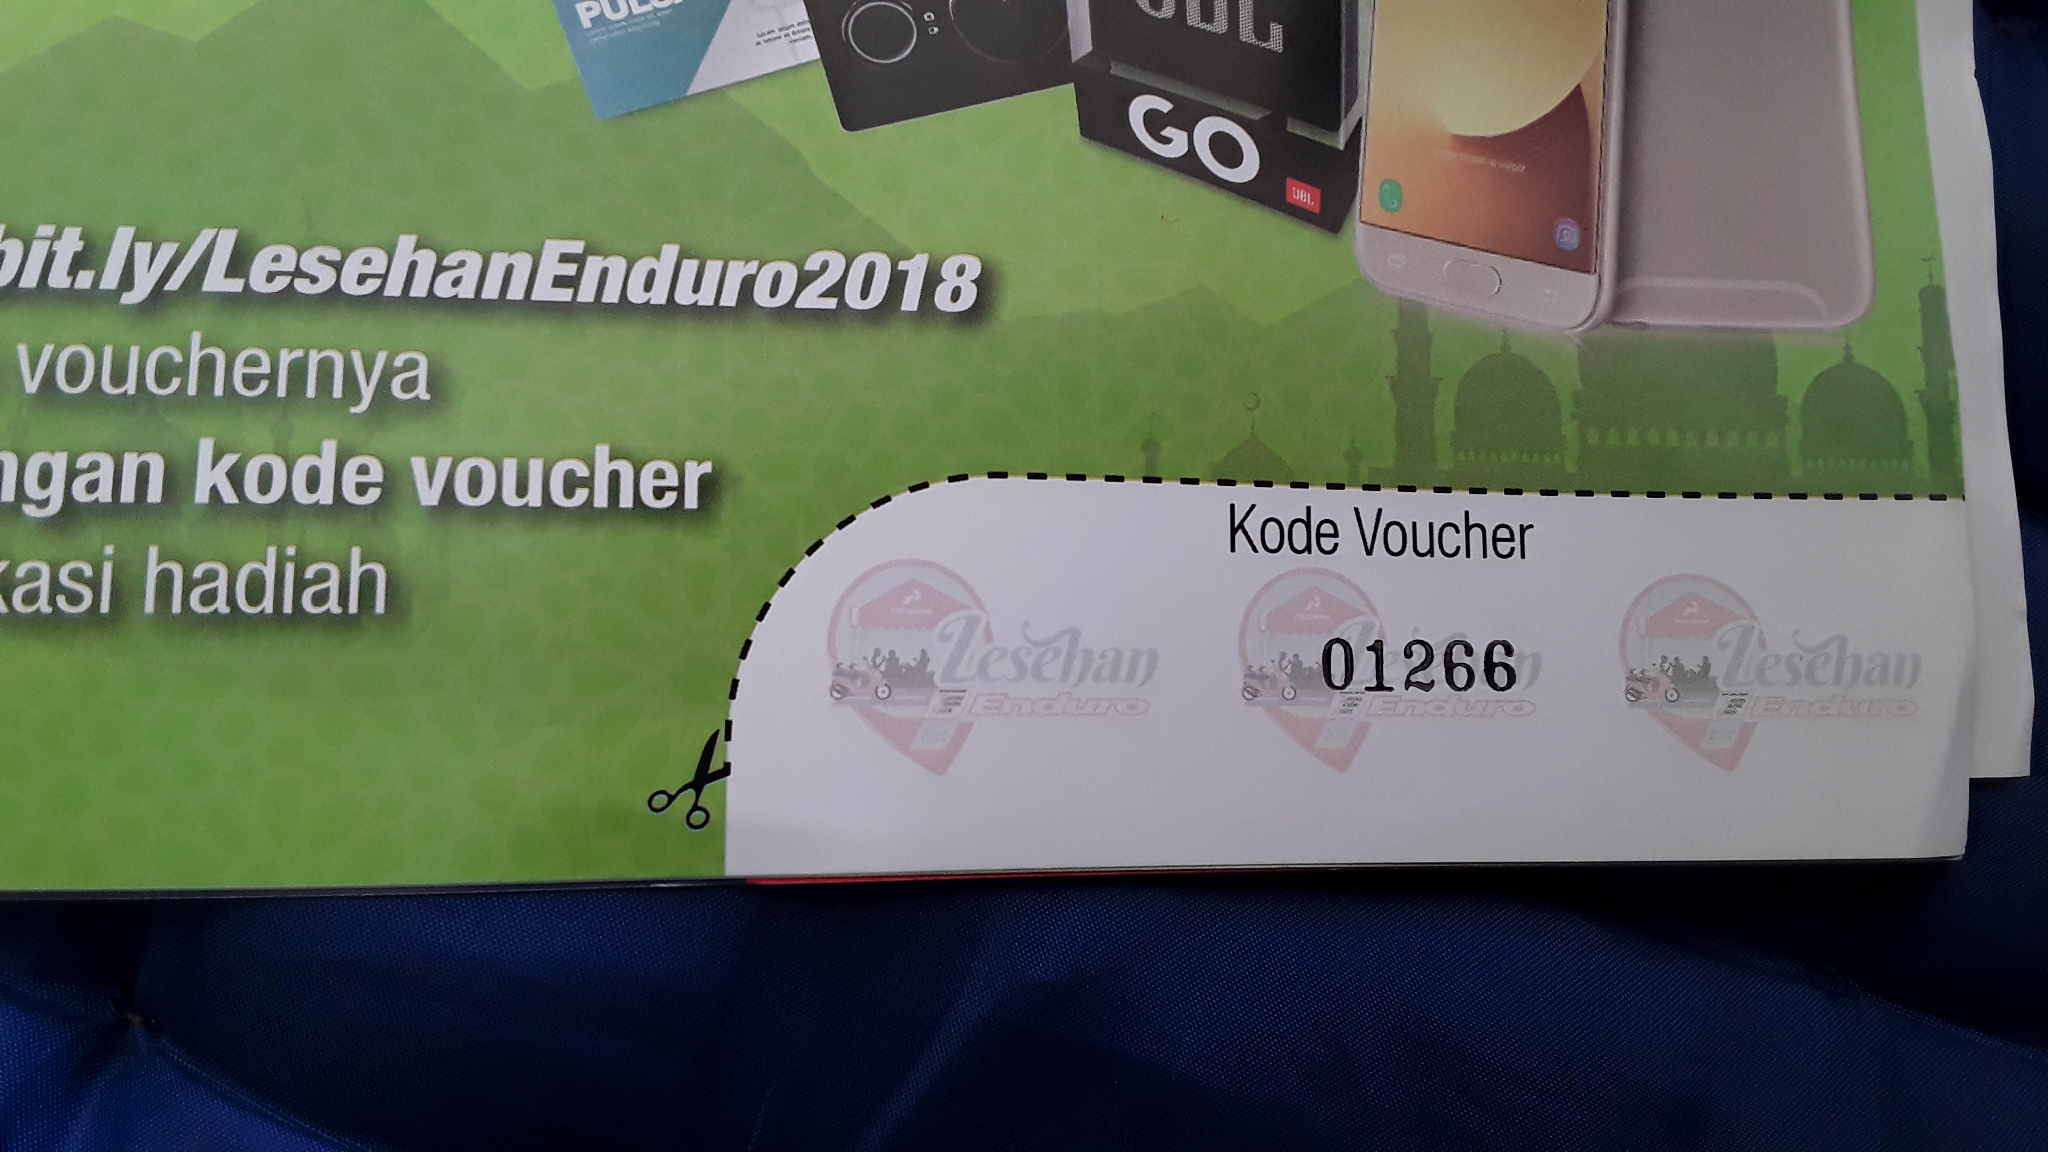 PULSA
JBL
GO
JBL
bit.ly/LesehanEnduro2018
vouchernya
ngan kode voucher
kasi hadiah
Kode Voucher
01266
Lesehan
Enduro
Lesehan
Enduro
Lesehan
Enduro